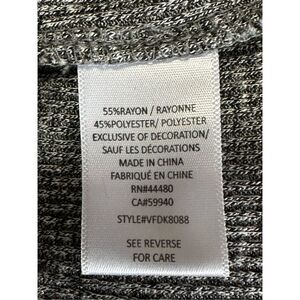 55%RAYON / RAYONNE
45%POLYESTER/ POLYESTER
EXCLUSIVE OF DECORATION/
SAUF LES DÉCORATIONS
MADE IN CHINA
FABRIQUÉ EN CHINE
RN#44480
CA#59940
STYLE#VFDK8088
SEE REVERSE
FOR CARE